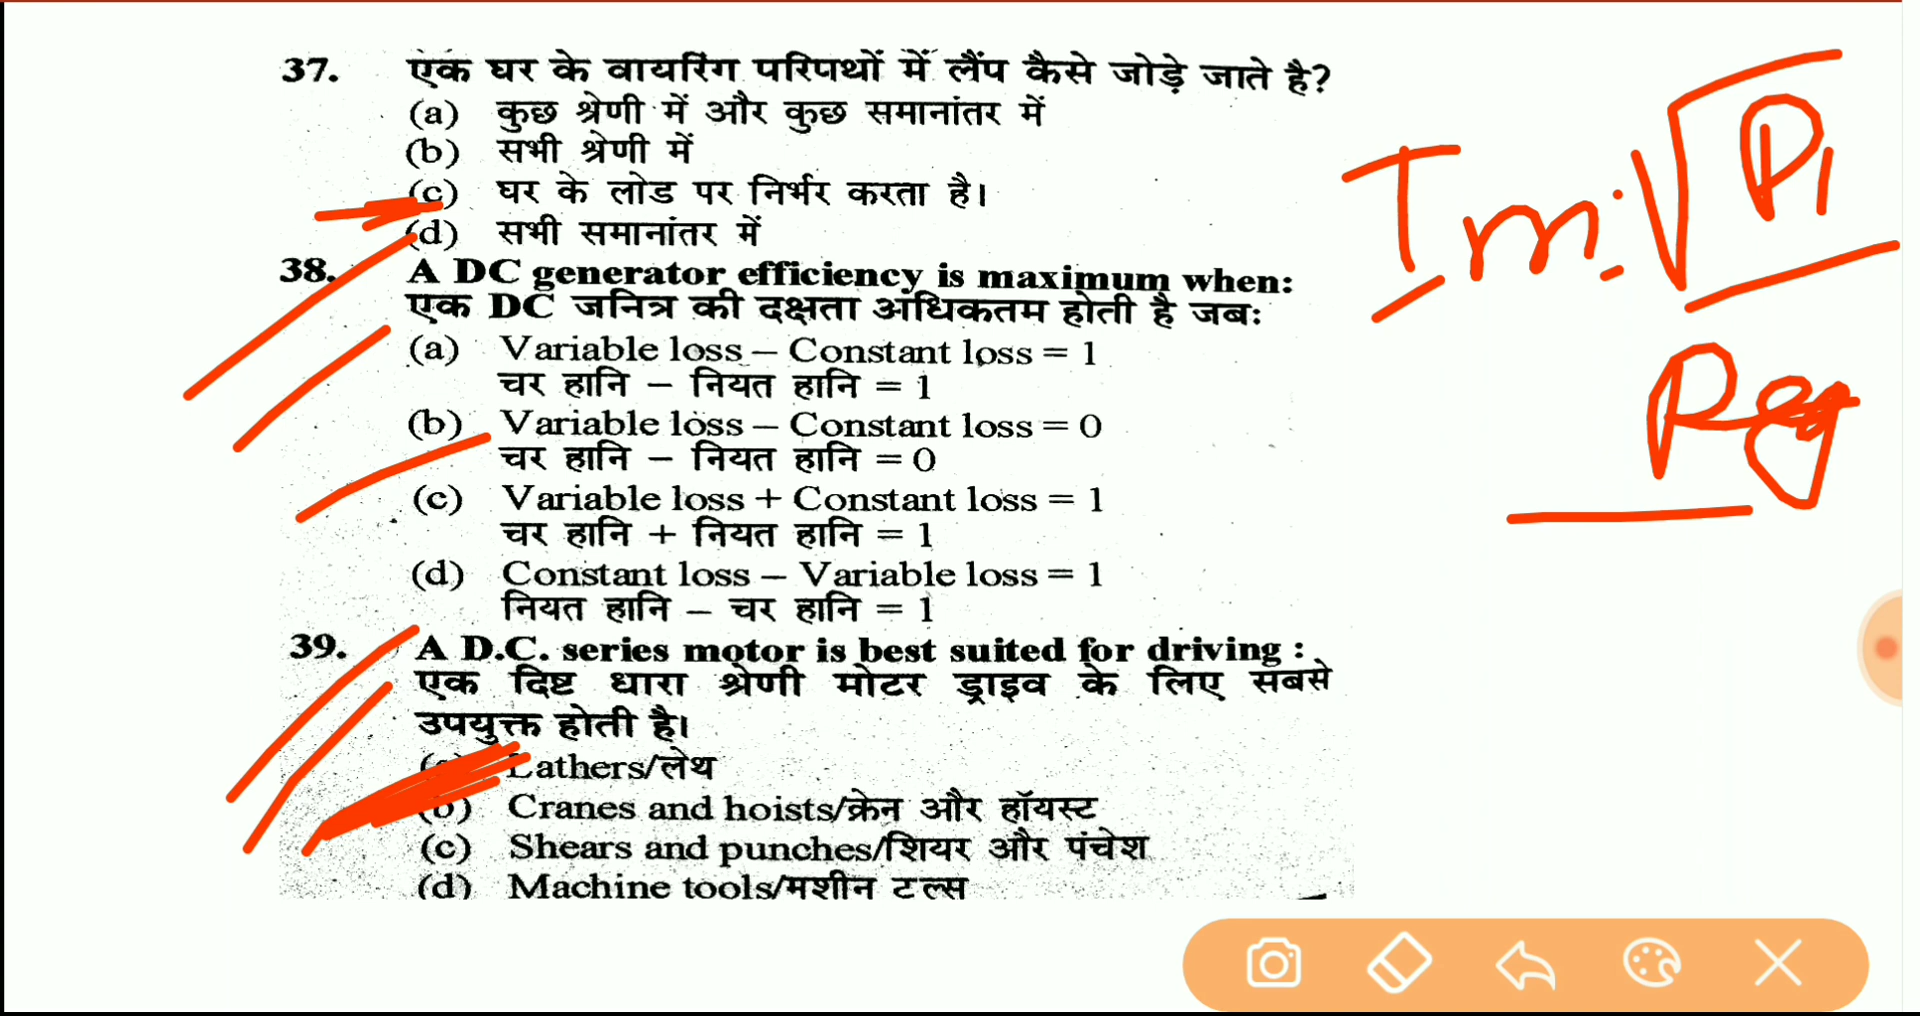 37. एक घर के वायरिंग परिपथों में लैंप कैसे जोड़े जाते है?
(a) कुछ श्रेणी में और कुछ समानांतर में
(b) सभी श्रेणी में
(c) घर के लोड पर निर्भर करता है।
(d) सभी समानांतर में
38. A DC generator efficiency is maximum when:
एक DC जनित्र की दक्षता अधिकतम होती है जब:
(a) Variable loss – Constant loss = 1
चर हानि – नियत हानि = 1
(b) Variable loss – Constant loss = 0
चर हानि – नियत हानि = 0
(c) Variable loss + Constant loss = 1
चर हानि + नियत हानि = 1
(d) Constant loss – Variable loss = 1
नियत हानि – चर हानि = 1
39. A D.C. series motor is best suited for driving :
एक दिष्ट धारा श्रेणी मोटर ड्राइव के लिए सबसे
उपयुक्त होती है।
Lathers/लेथ
(b) Cranes and hoists/क्रेन और हॉयस्ट
(c) Shears and punches/शियर और पंचेश
(d) Machine tools/मशीन टल्स
Im = √Pi
Reg